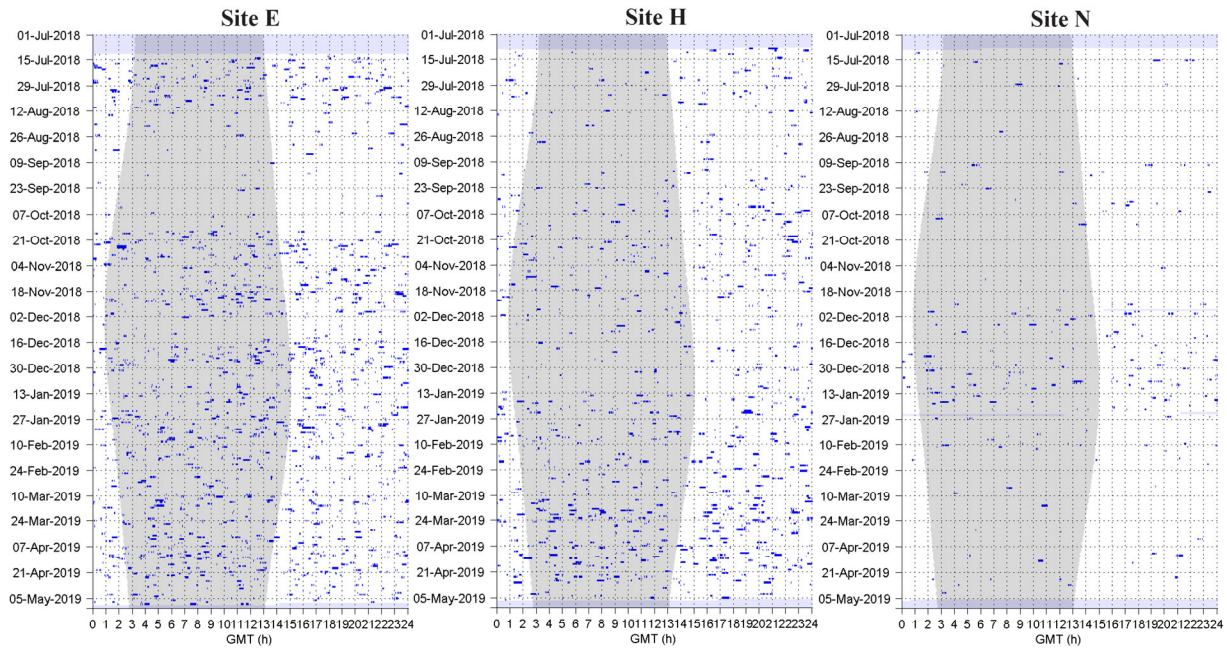 Site E
01-Jul-2018
15-Jul-2018
29-Jul-2018
12-Aug-2018
26-Aug-2018
09-Sep-2018
23-Sep-2018
07-Oct-2018
21-Oct-2018
04-Nov-2018
18-Nov-2018
02-Dec-2018
16-Dec-2018
30-Dec-2018
13-Jan-2019
27-Jan-2019
10-Feb-2019
24-Feb-2019
10-Mar-2019
24-Mar-2019
07-Apr-2019
21-Apr-2019
05-May-2019
0 1 2 3 4 5 6 7 8 9 10 11 12 13 14 15 16 17 18 19 20 21 22 23 24
GMT (h)
Site H
01-Jul-2018
15-Jul-2018
29-Jul-2018
12-Aug-2018
26-Aug-2018
09-Sep-2018
23-Sep-2018
07-Oct-2018
21-Oct-2018
04-Nov-2018
18-Nov-2018
02-Dec-2018
16-Dec-2018
30-Dec-2018
13-Jan-2019
27-Jan-2019
10-Feb-2019
24-Feb-2019
10-Mar-2019
24-Mar-2019
07-Apr-2019
21-Apr-2019
05-May-2019
0 1 2 3 4 5 6 7 8 9 10 11 12 13 14 15 16 17 18 19 20 21 22 23 24
GMT (h)
Site N
01-Jul-2018
15-Jul-2018
29-Jul-2018
12-Aug-2018
26-Aug-2018
09-Sep-2018
23-Sep-2018
07-Oct-2018
21-Oct-2018
04-Nov-2018
18-Nov-2018
02-Dec-2018
16-Dec-2018
30-Dec-2018
13-Jan-2019
27-Jan-2019
10-Feb-2019
24-Feb-2019
10-Mar-2019
24-Mar-2019
07-Apr-2019
21-Apr-2019
05-May-2019
0 1 2 3 4 5 6 7 8 9 10 11 12 13 14 15 16 17 18 19 20 21 22 23 24
GMT (h)